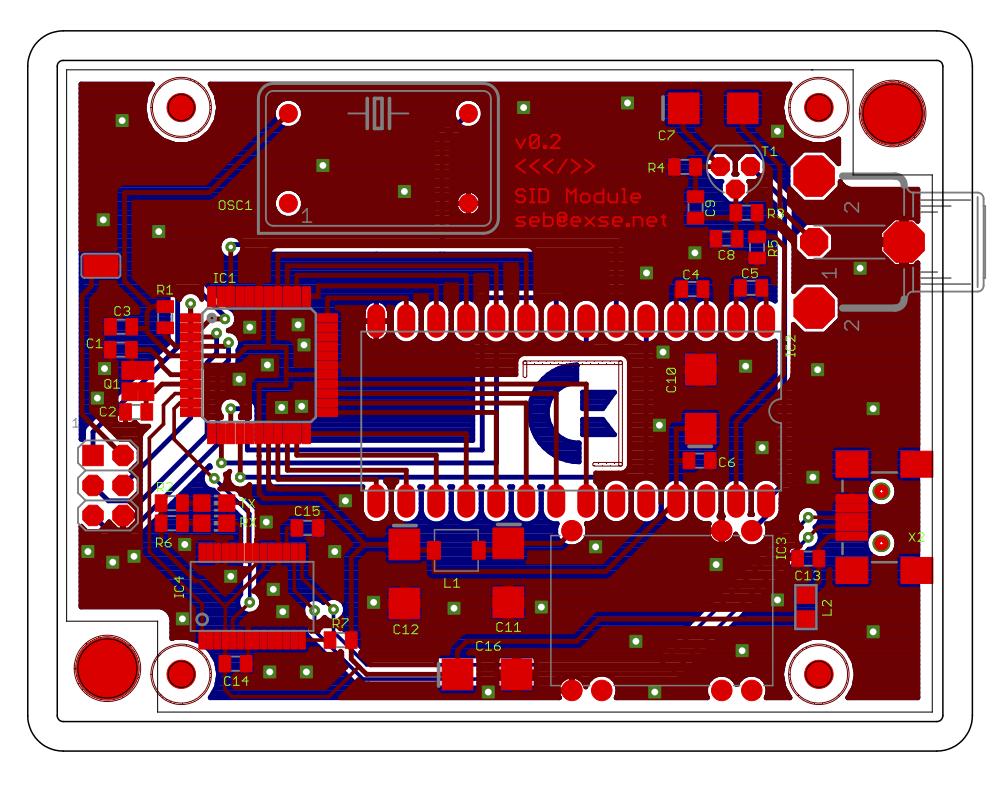 C7
v0.2
T1
<<</>>
R4
SID Module
OSC1
1
C9
2
R3
seb@exse.net
C8
R5
IC1
1
C4
C5
R1
C3
2
C1
IC2
C10
Q1
C2
1
C6
TX
C15
RX
R6
X2
IC3
L1
C13
IC4
L2
C12
C11
R7
C16
C14